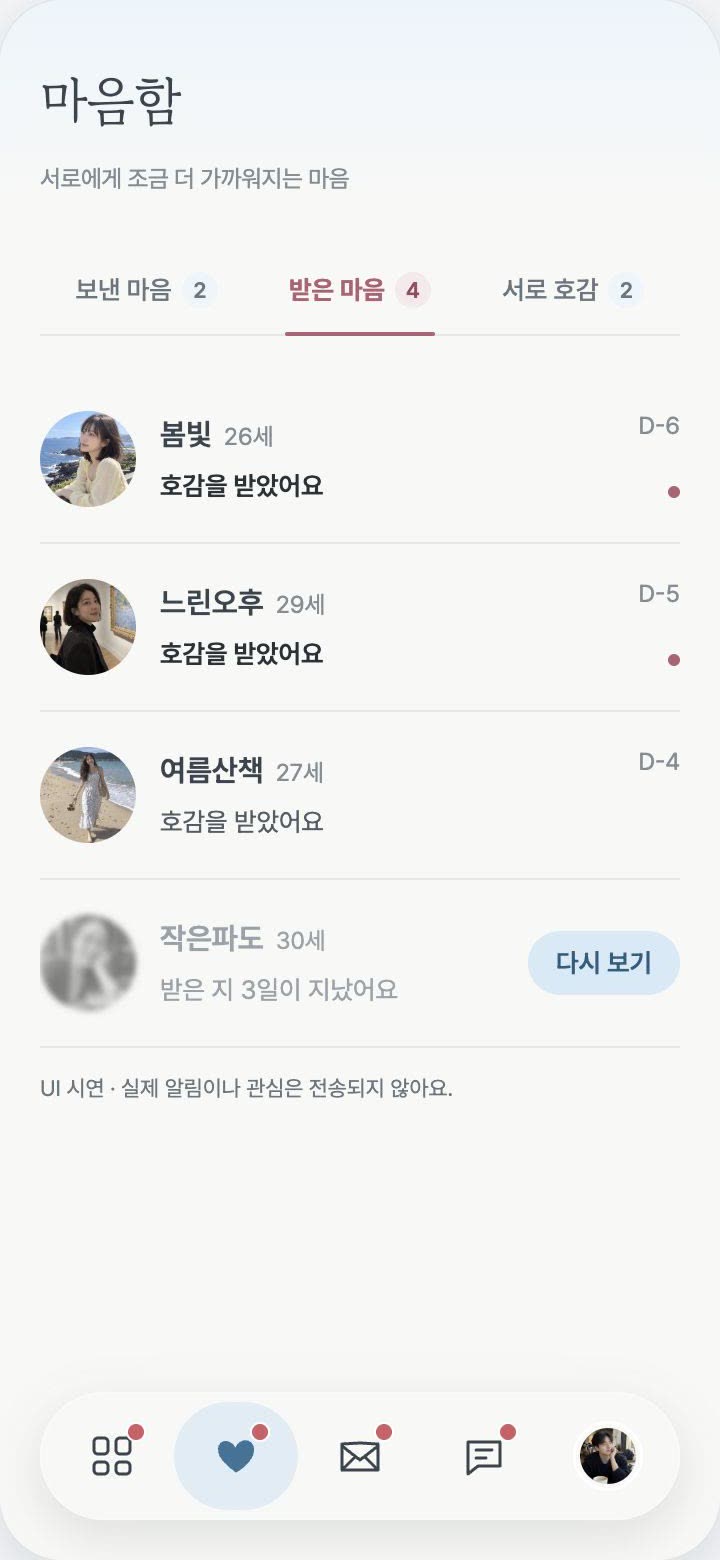 마음함
서로에게 조금 더 가까워지는 마음
보낸 마음 2 받은 마음 4 서로 호감 2
봄빛 26세 D-6
호감을 받았어요
느린오후 29세 D-5
호감을 받았어요
여름산책 27세 D-4
호감을 받았어요
작은파도 30세
받은 지 3일이 지났어요
다시 보기
UI 시연 · 실제 알림이나 관심은 전송되지 않아요.